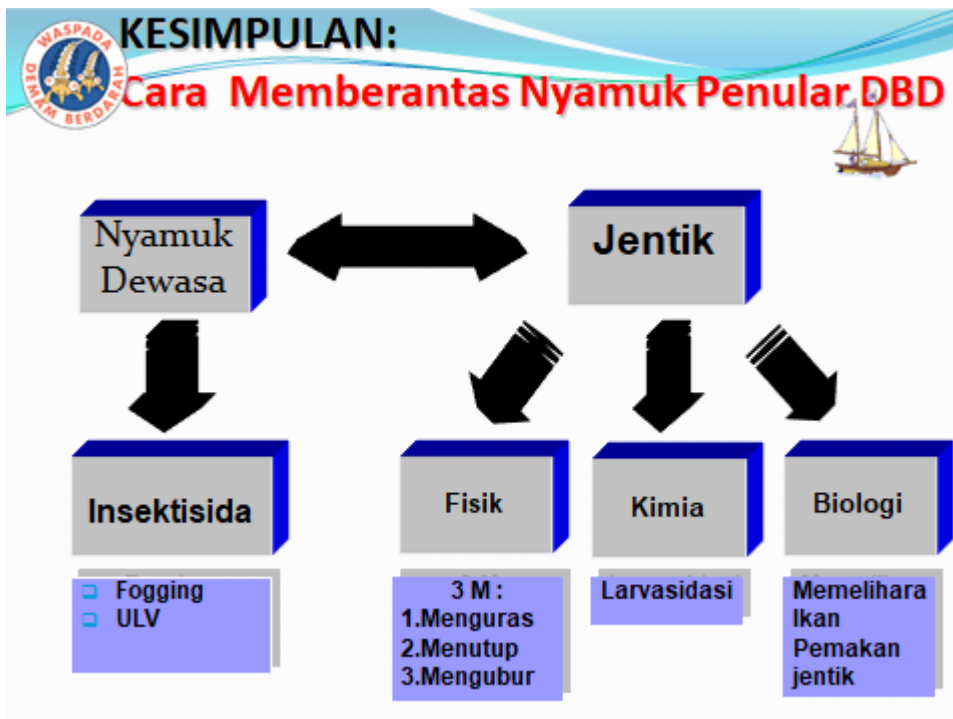 WASPADA
DEMAM BERDARAH
KESIMPULAN:
Cara Memberantas Nyamuk Penular DBD
Nyamuk
Dewasa
Jentik
Insektisida
Fisik
Kimia
Biologi
Fogging
ULV
3 M :
1.Menguras
2.Menutup
3.Mengubur
Larvasidasi
Memelihara
Ikan
Pemakan
jentik